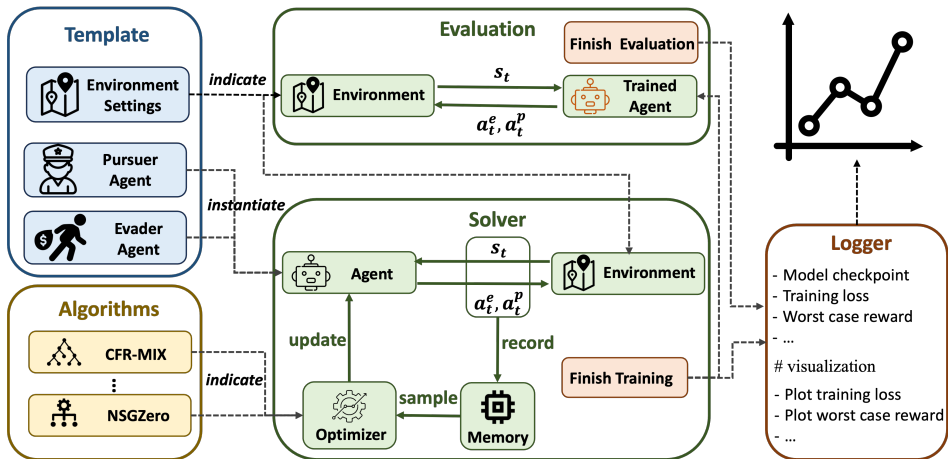 Template
Environment
Settings
Pursuer
Agent
Evader
Agent
Algorithms
CFR-MIX
⋮
NSGZero
indicate
instantiate
indicate
Evaluation
Finish Evaluation
Environment
s_t
a_t^e, a_t^p
Trained
Agent
Solver
Agent
s_t
a_t^e, a_t^p
Environment
update
record
Finish Training
sample
Optimizer
Memory
Logger
- Model checkpoint
- Training loss
- Worst case reward
- ...
# visualization
- Plot training loss
- Plot worst case reward
- ...